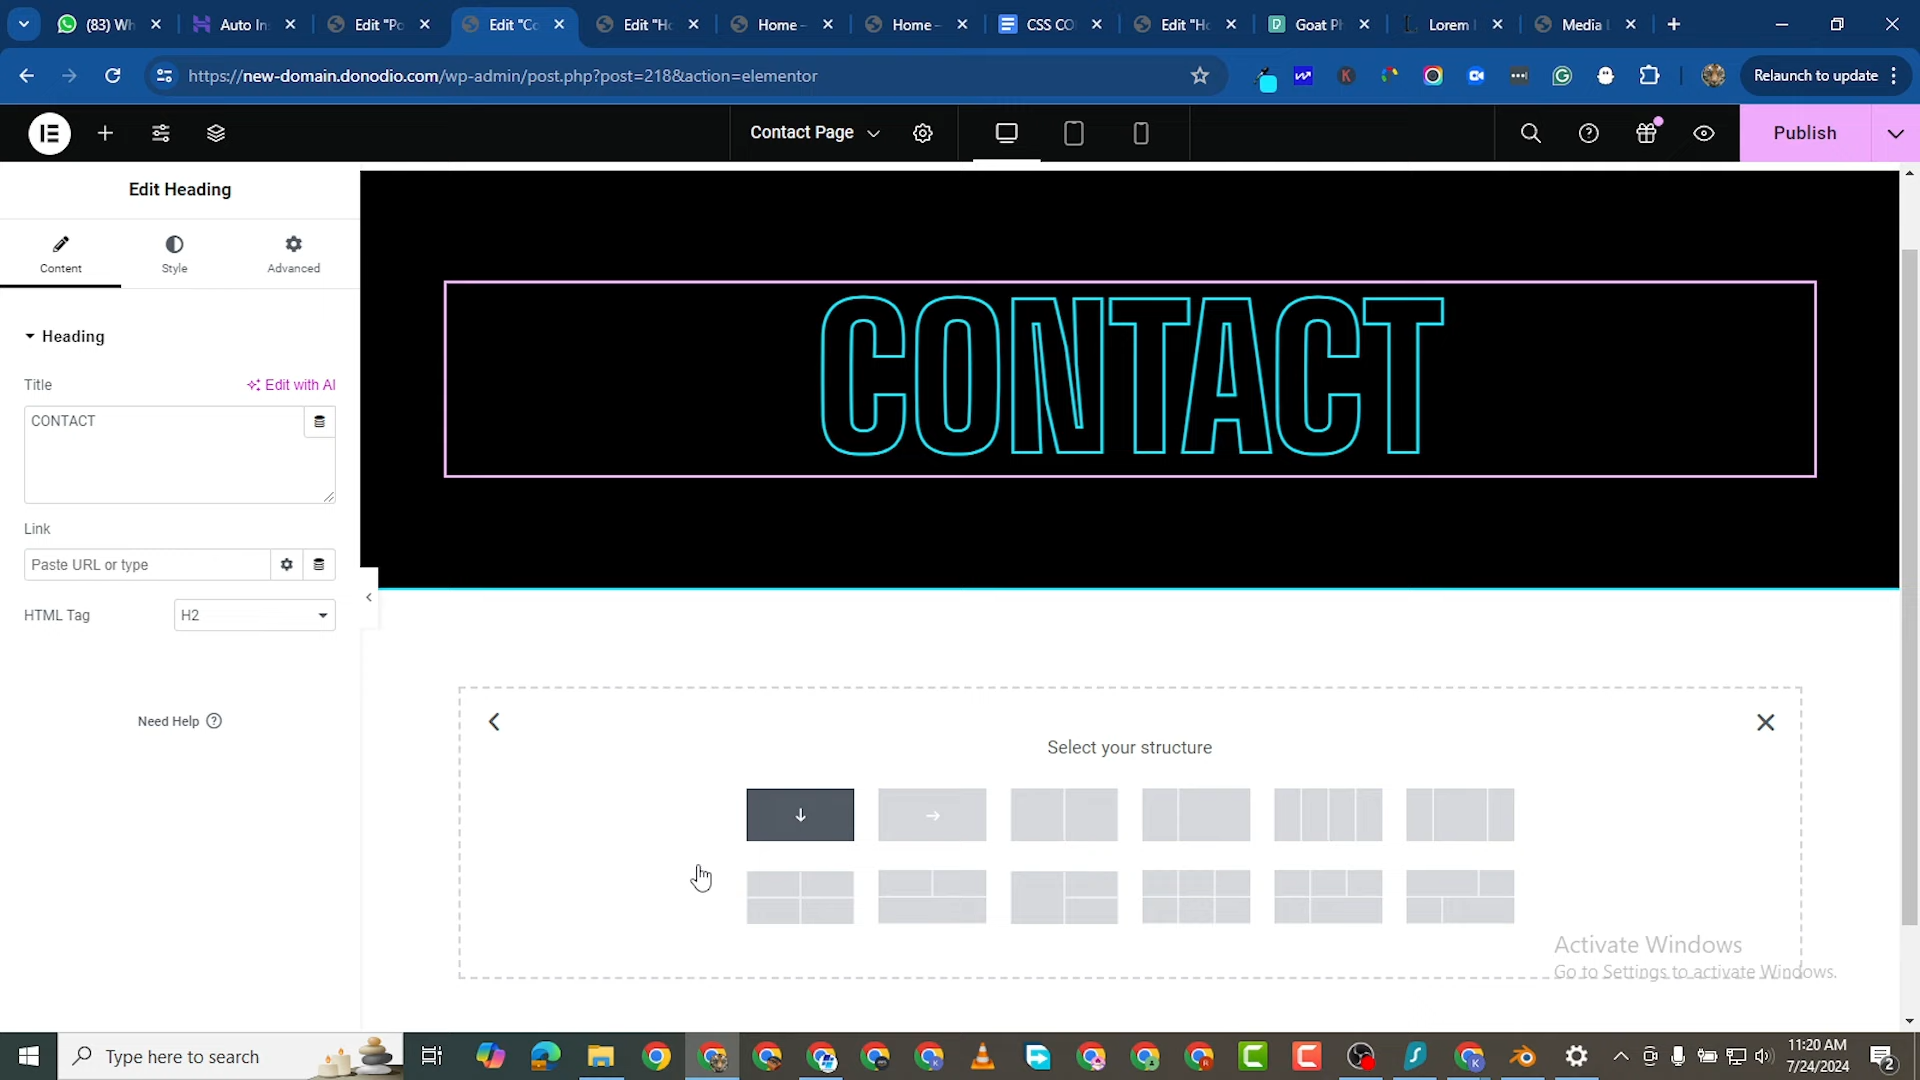 (83) Wh
Auto In
Edit "Po
Edit "Co
Edit "Ho
Home -
Home -
CSS CO
Edit "Ho
Goat Ph
Lorem I
Media L
https://new-domain.donodio.com/wp-admin/post.php?post=218&action=elementor
Relaunch to update
Contact Page
Publish
Edit Heading
Content
Style
Advanced
Heading
Title
Edit with AI
CONTACT
Link
Paste URL or type
HTML Tag
H2
Need Help
CONTACT
Select your structure
Activate Windows
Go to Settings to activate Windows.
Type here to search
11:20 AM
7/24/2024
2